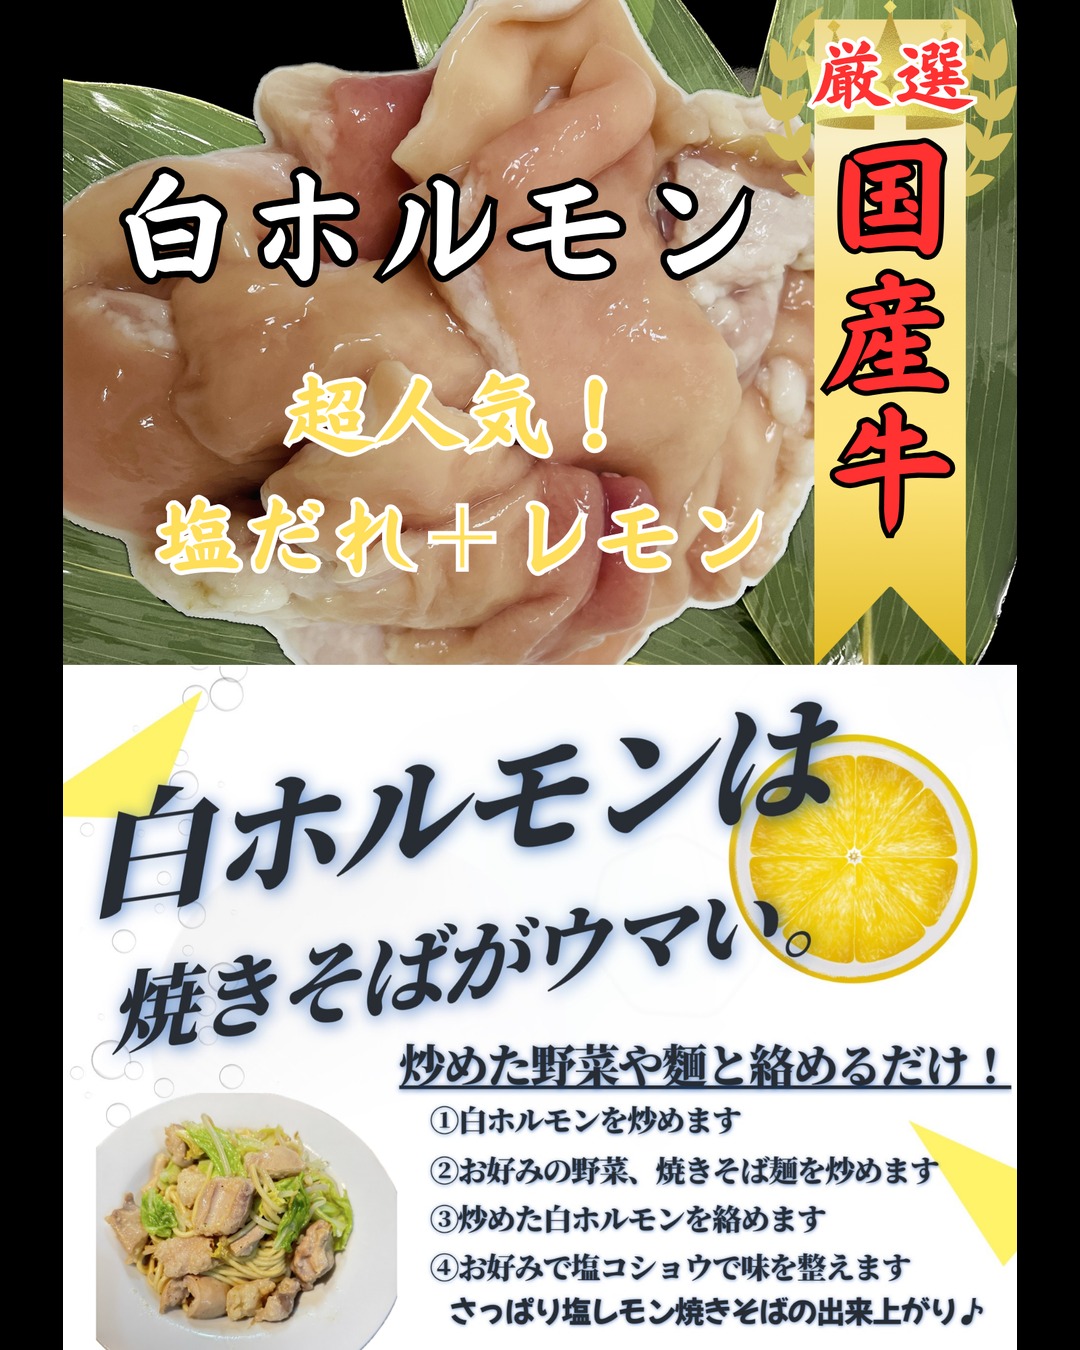 厳選
国産牛
白ホルモン
超人気！
塩だれ＋レモン
白ホルモンは
焼きそばがウマい。
炒めた野菜や麺と絡めるだけ！
①白ホルモンを炒めます
②お好みの野菜、焼きそば麺を炒めます
③炒めた白ホルモンを絡めます
④お好みで塩コショウで味を整えます
さっぱり塩レモン焼きそばの出来上がり♪